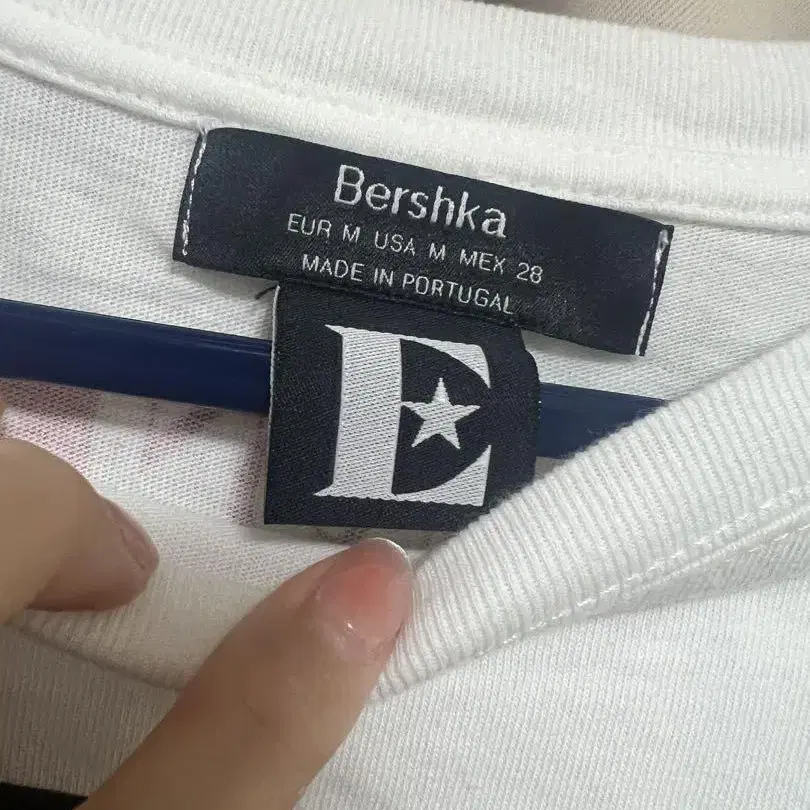 Bershka
EUR M USA M MEX 28
MADE IN PORTUGAL
E